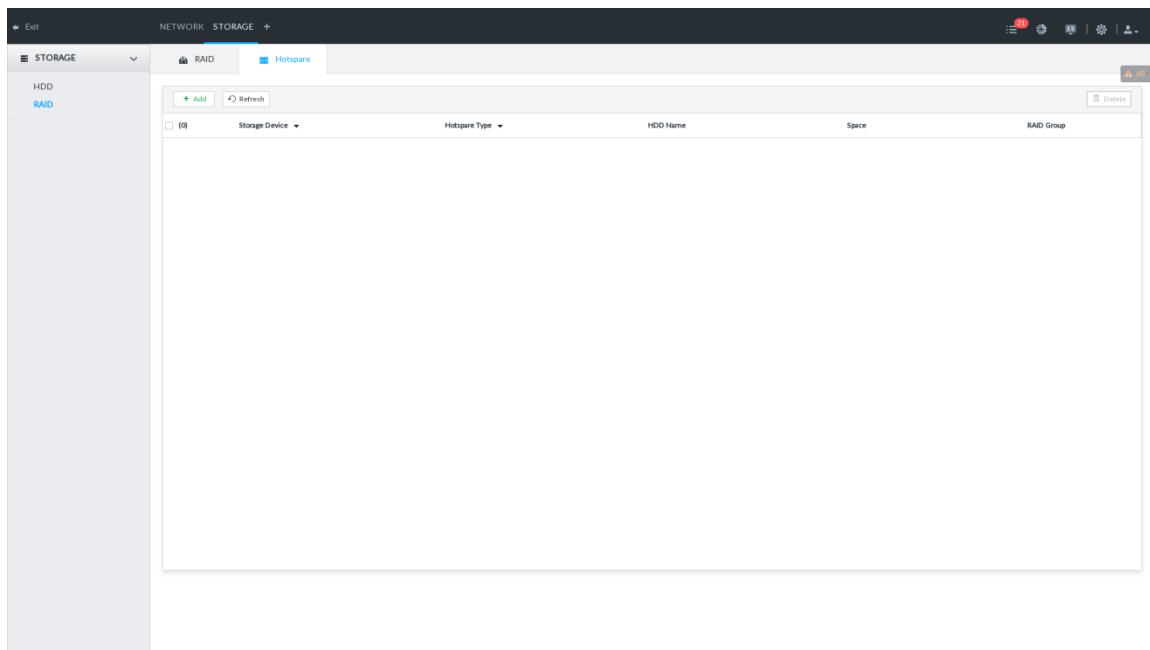 Exit NETWORK STORAGE + 21
STORAGE RAID Hotspare
60
HDD
RAID
+ Add Refresh Delete
(0) Storage Device Hotspare Type HDD Name Space RAID Group